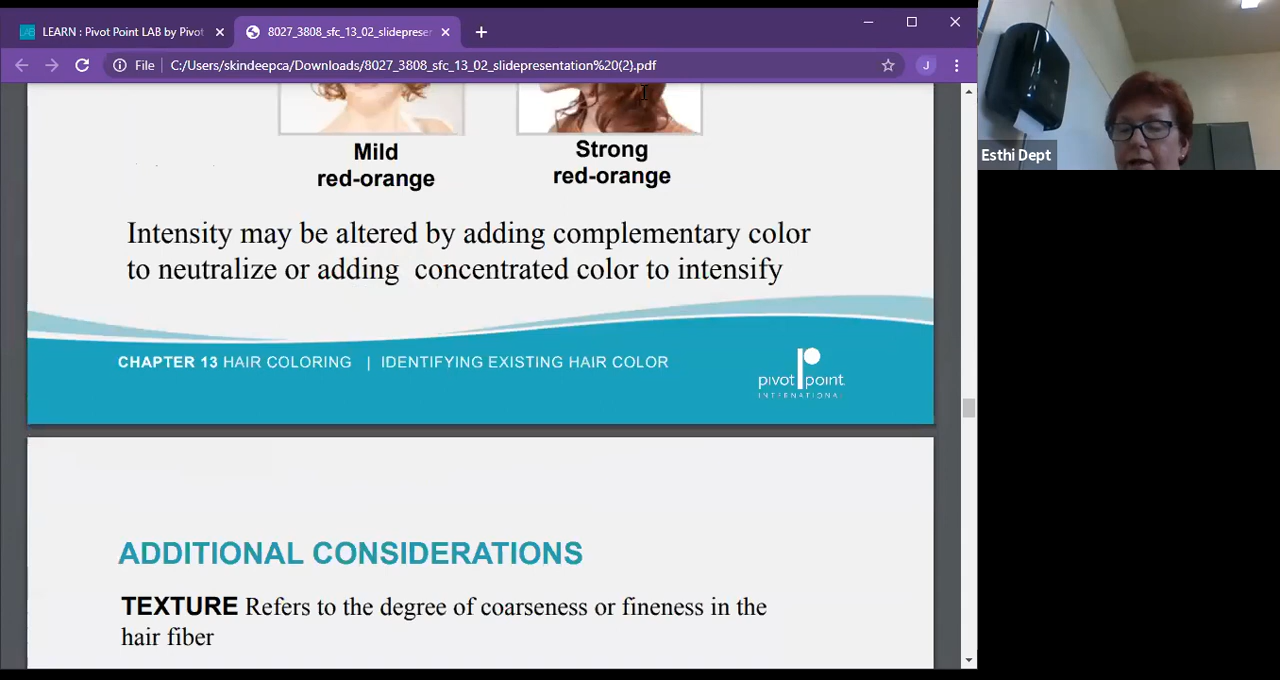 LEARN : Pivot Point LAB by Pivot
8027_3808_sfc_13_02_slidepreser
File
C:/Users/skindeepca/Downloads/8027_3808_sfc_13_02_slidepresentation%20(2).pdf
J
Esthi Dept
Mild
red-orange
Strong
red-orange
Intensity may be altered by adding complementary color
to neutralize or adding concentrated color to intensify
CHAPTER 13 HAIR COLORING | IDENTIFYING EXISTING HAIR COLOR
pivot point
INTERNATIONAL
ADDITIONAL CONSIDERATIONS
TEXTURE Refers to the degree of coarseness or fineness in the
hair fiber